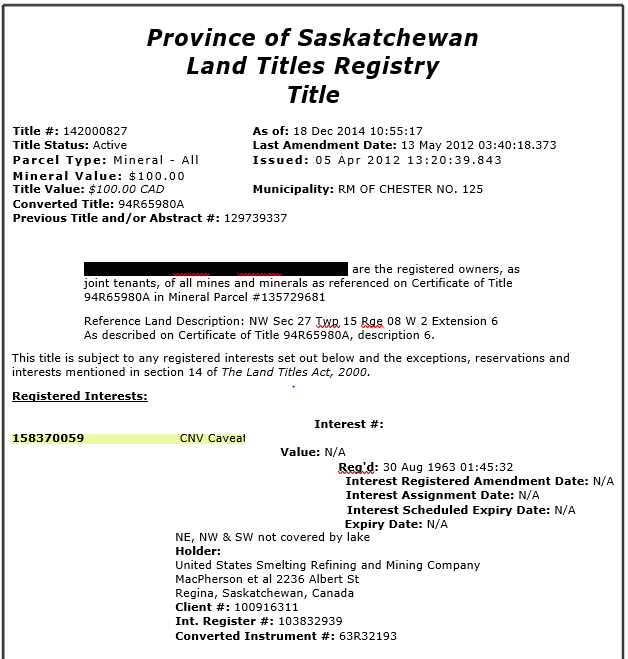 Province of Saskatchewan
Land Titles Registry
Title
Title #: 142000827 As of: 18 Dec 2014 10:55:17
Title Status: Active Last Amendment Date: 13 May 2012 03:40:18.373
Parcel Type: Mineral - All Issued: 05 Apr 2012 13:20:39.843
Mineral Value: $100.00
Title Value: $100.00 CAD Municipality: RM OF CHESTER NO. 125
Converted Title: 94R65980A
Previous Title and/or Abstract #: 129739337
are the registered owners, as
joint tenants, of all mines and minerals as referenced on Certificate of Title
94R65980A in Mineral Parcel #135729681
Reference Land Description: NW Sec 27 Twp 15 Rge 08 W 2 Extension 6
As described on Certificate of Title 94R65980A, description 6.
This title is subject to any registered interests set out below and the exceptions, reservations and
interests mentioned in section 14 of The Land Titles Act, 2000.
Registered Interests:
Interest #:
158370059 CNV Caveat
Value: N/A
Reg'd: 30 Aug 1963 01:45:32
Interest Registered Amendment Date: N/A
Interest Assignment Date: N/A
Interest Scheduled Expiry Date: N/A
Expiry Date: N/A
NE, NW & SW not covered by lake
Holder:
United States Smelting Refining and Mining Company
MacPherson et al 2236 Albert St
Regina, Saskatchewan, Canada
Client #: 100916311
Int. Register #: 103832939
Converted Instrument #: 63R32193